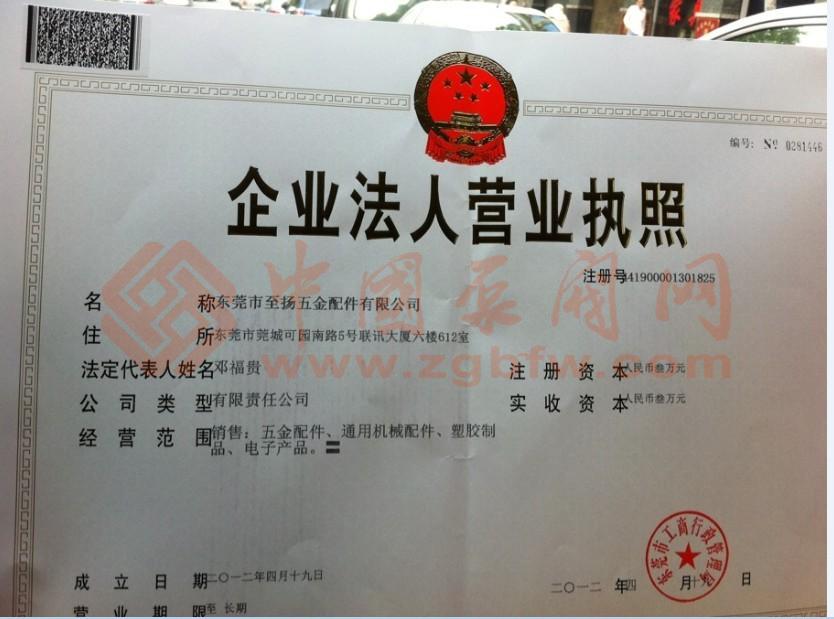 编号: Nº 0281446
企业法人营业执照
注册号441900001301825
名称 东莞市至扬五金配件有限公司
住所 东莞市莞城可园南路5号联讯大厦六楼612室
法定代表人姓名 邓福贵
注册资本 人民币叁万元
公司类型 有限责任公司
实收资本 人民币叁万元
经营范围 销售：五金配件、通用机械配件、塑胶制
品、电子产品。
中国泵阀网
www.zgbfw.com
东莞市工商行政管理局
成立日期 二〇一二年四月十九日
二〇一二年四月十九日
营业期限 至 长期